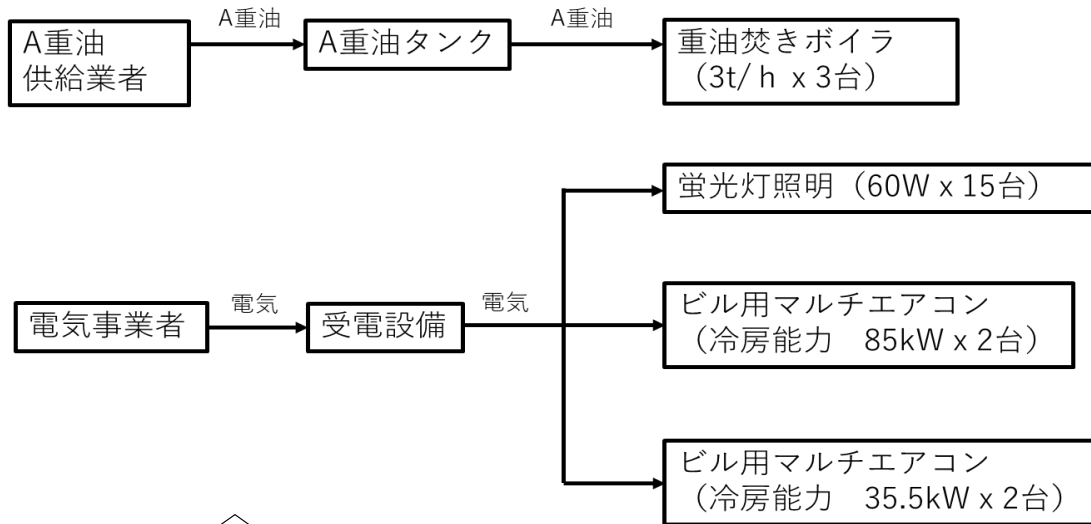 A重油
供給業者
A重油
A重油タンク
A重油
重油焚きボイラ
（3t/ｈ x 3台）
蛍光灯照明（60W x 15台）
電気事業者
電気
受電設備
電気
ビル用マルチエアコン
（冷房能力　85kW x 2台）
ビル用マルチエアコン
（冷房能力　35.5kW x 2台）